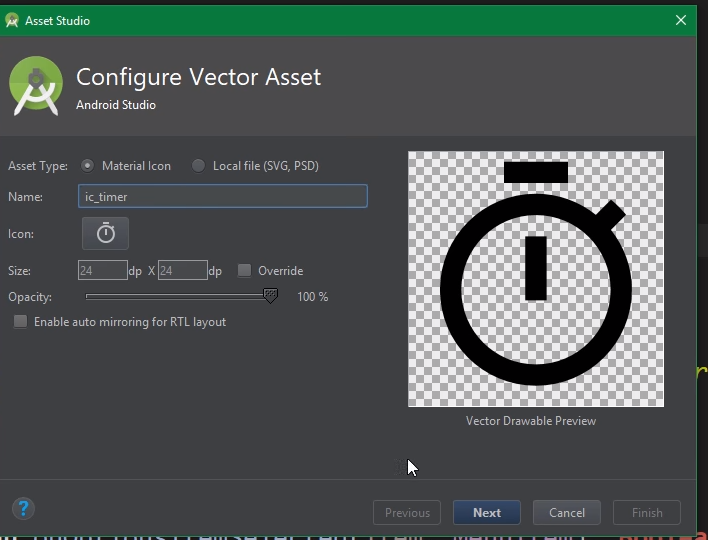 Asset Studio
Configure Vector Asset
Android Studio
Asset Type: Material Icon Local file (SVG, PSD)
Name: ic_timer
Icon:
Size: 24 dp X 24 dp Override
Opacity: 100 %
Enable auto mirroring for RTL layout
Vector Drawable Preview
? Previous Next Cancel Finish